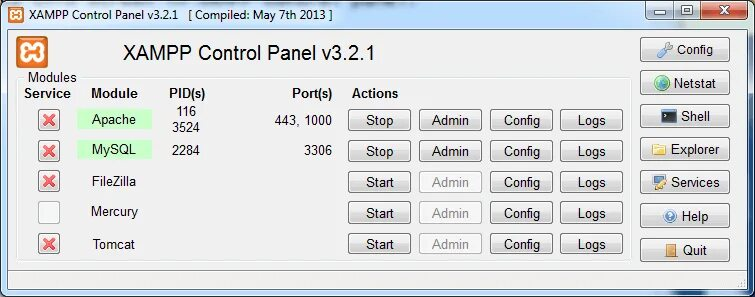 XAMPP Control Panel v3.2.1 [ Compiled: May 7th 2013 ]
XAMPP Control Panel v3.2.1
Config
Modules
Service Module PID(s) Port(s) Actions
Netstat
Apache 116 3524 443, 1000 Stop Admin Config Logs
Shell
MySQL 2284 3306 Stop Admin Config Logs
Explorer
FileZilla Start Admin Config Logs
Services
Mercury Start Admin Config Logs
Help
Tomcat Start Admin Config Logs
Quit